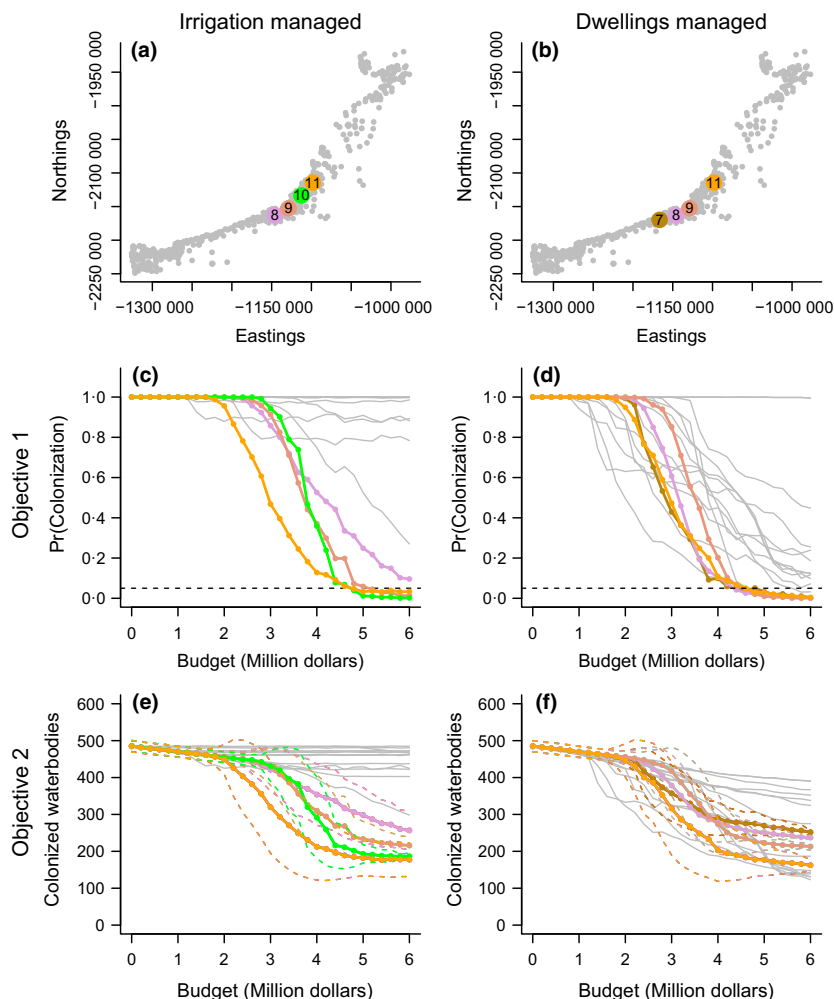 Irrigation managed
Dwellings managed
(a)
Northings
−1950 000
−2100 000
−2250 000
11
10
9
8
−1300 000
−1150 000
−1000 000
Eastings
(b)
Northings
−1950 000
−2100 000
−2250 000
11
9
8
7
−1300 000
−1150 000
−1000 000
Eastings
Objective 1
(c)
Pr(Colonization)
1·0
0·8
0·6
0·4
0·2
0·0
0 1 2 3 4 5 6
Budget (Million dollars)
(d)
Pr(Colonization)
1·0
0·8
0·6
0·4
0·2
0·0
0 1 2 3 4 5 6
Budget (Million dollars)
Objective 2
(e)
Colonized waterbodies
600
500
400
300
200
100
0
0 1 2 3 4 5 6
Budget (Million dollars)
(f)
Colonized waterbodies
600
500
400
300
200
100
0
0 1 2 3 4 5 6
Budget (Million dollars)